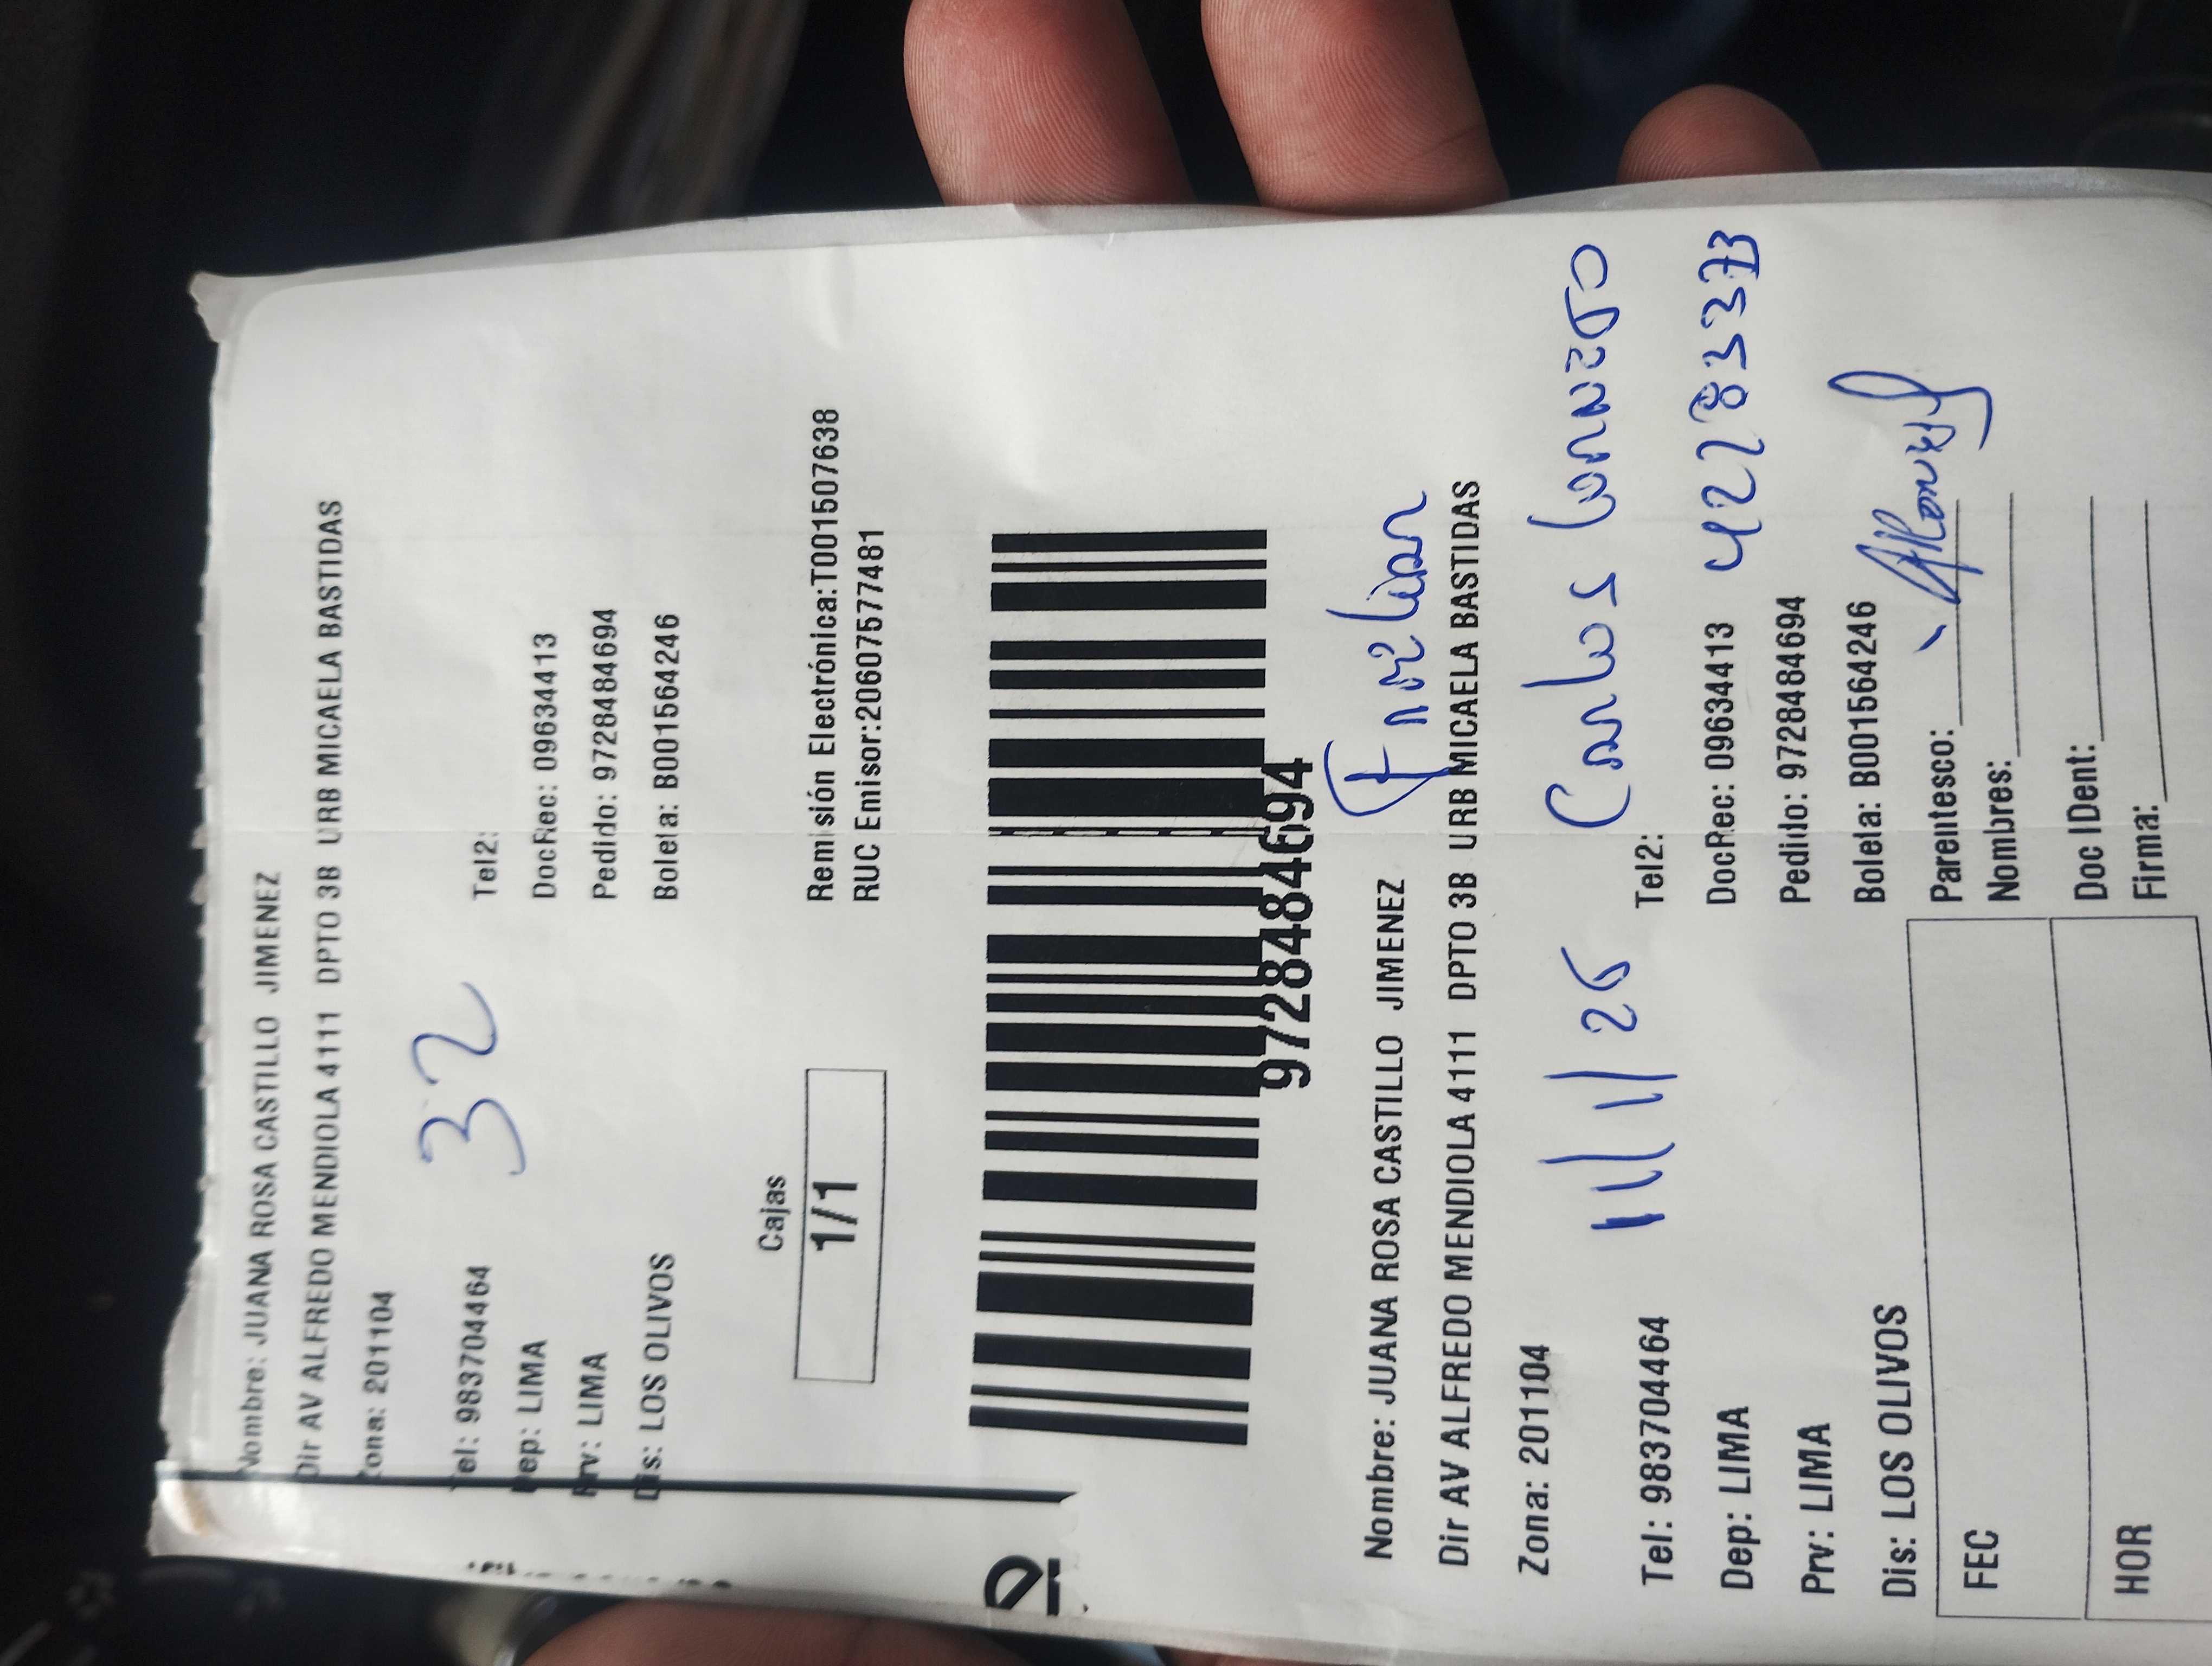 Nombre: JUANA ROSA CASTILLO JIMENEZ
Dir AV ALFREDO MENDIOLA 4111 DPTO 3B URB MICAELA BASTIDAS
Zona: 201104
32
Tel: 983704464 Tel2:
Dep: LIMA DocRec: 09634413
Prv: LIMA Pedido: 9728484694
Dis: LOS OLIVOS Boleta: B001564246
Cajas
1/1
Remisión Electrónica:T001507638
RUC Emisor:20607577481
9728484694
Nombre: JUANA ROSA CASTILLO JIMENEZ
Dir AV ALFREDO MENDIOLA 4111 DPTO 3B URB MICAELA BASTIDAS
Zona: 201104
11/1/26 Carlos
Tel: 983704464 Tel2:
Dep: LIMA DocRec: 09634413
Prv: LIMA Pedido: 9728484694
Dis: LOS OLIVOS Boleta: B001564246
FEC Parentesco:
Nombres:
HOR Doc IDent:
Firma: